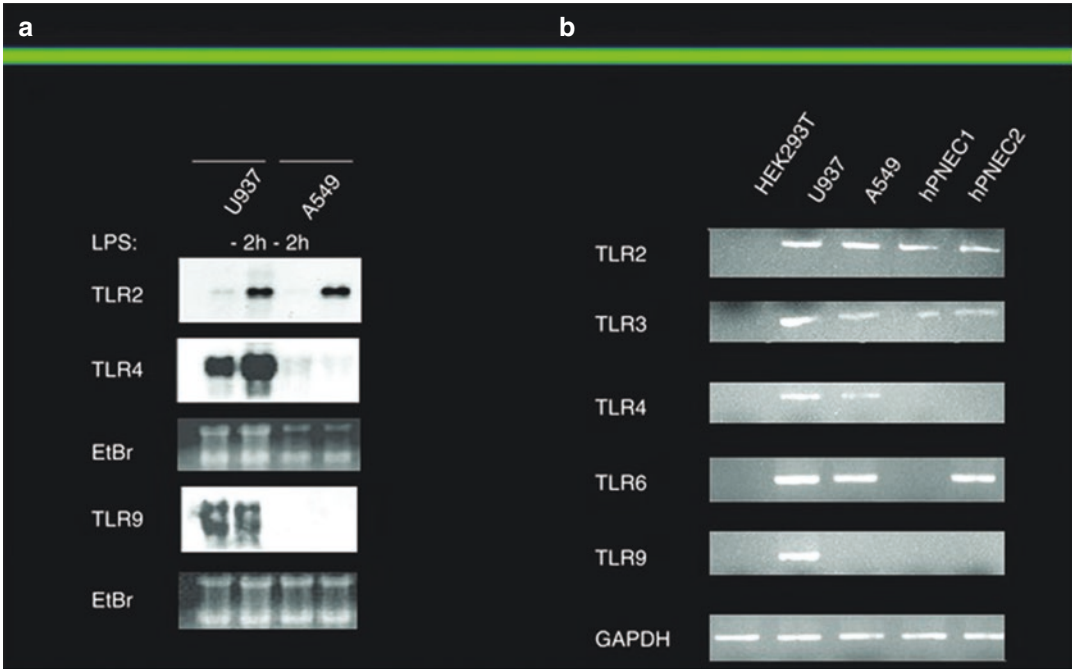 a
U937
A549
LPS:
- 2h - 2h
TLR2
TLR4
EtBr
TLR9
EtBr
b
HEK293T
U937
A549
hPNEC1
hPNEC2
TLR2
TLR3
TLR4
TLR6
TLR9
GAPDH